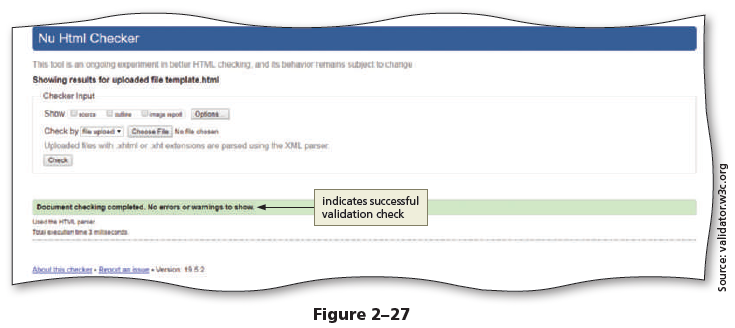 Nu Html Checker
This tool is an ongoing experiment in better HTML checking, and its behavior remains subject to change
Showing results for uploaded file template.html
Checker Input
Show source outline image report Options...
Check by file upload Choose File No file chosen
Uploaded files with .xhtml or .xht extensions are parsed using the XML parser.
Check
Document checking completed. No errors or warnings to show.
indicates successful
validation check
Used the HTML parser.
Total execution time 3 milliseconds.
About this checker • Report an issue • Version: 19.5.2
Source: validator.w3c.org
Figure 2–27